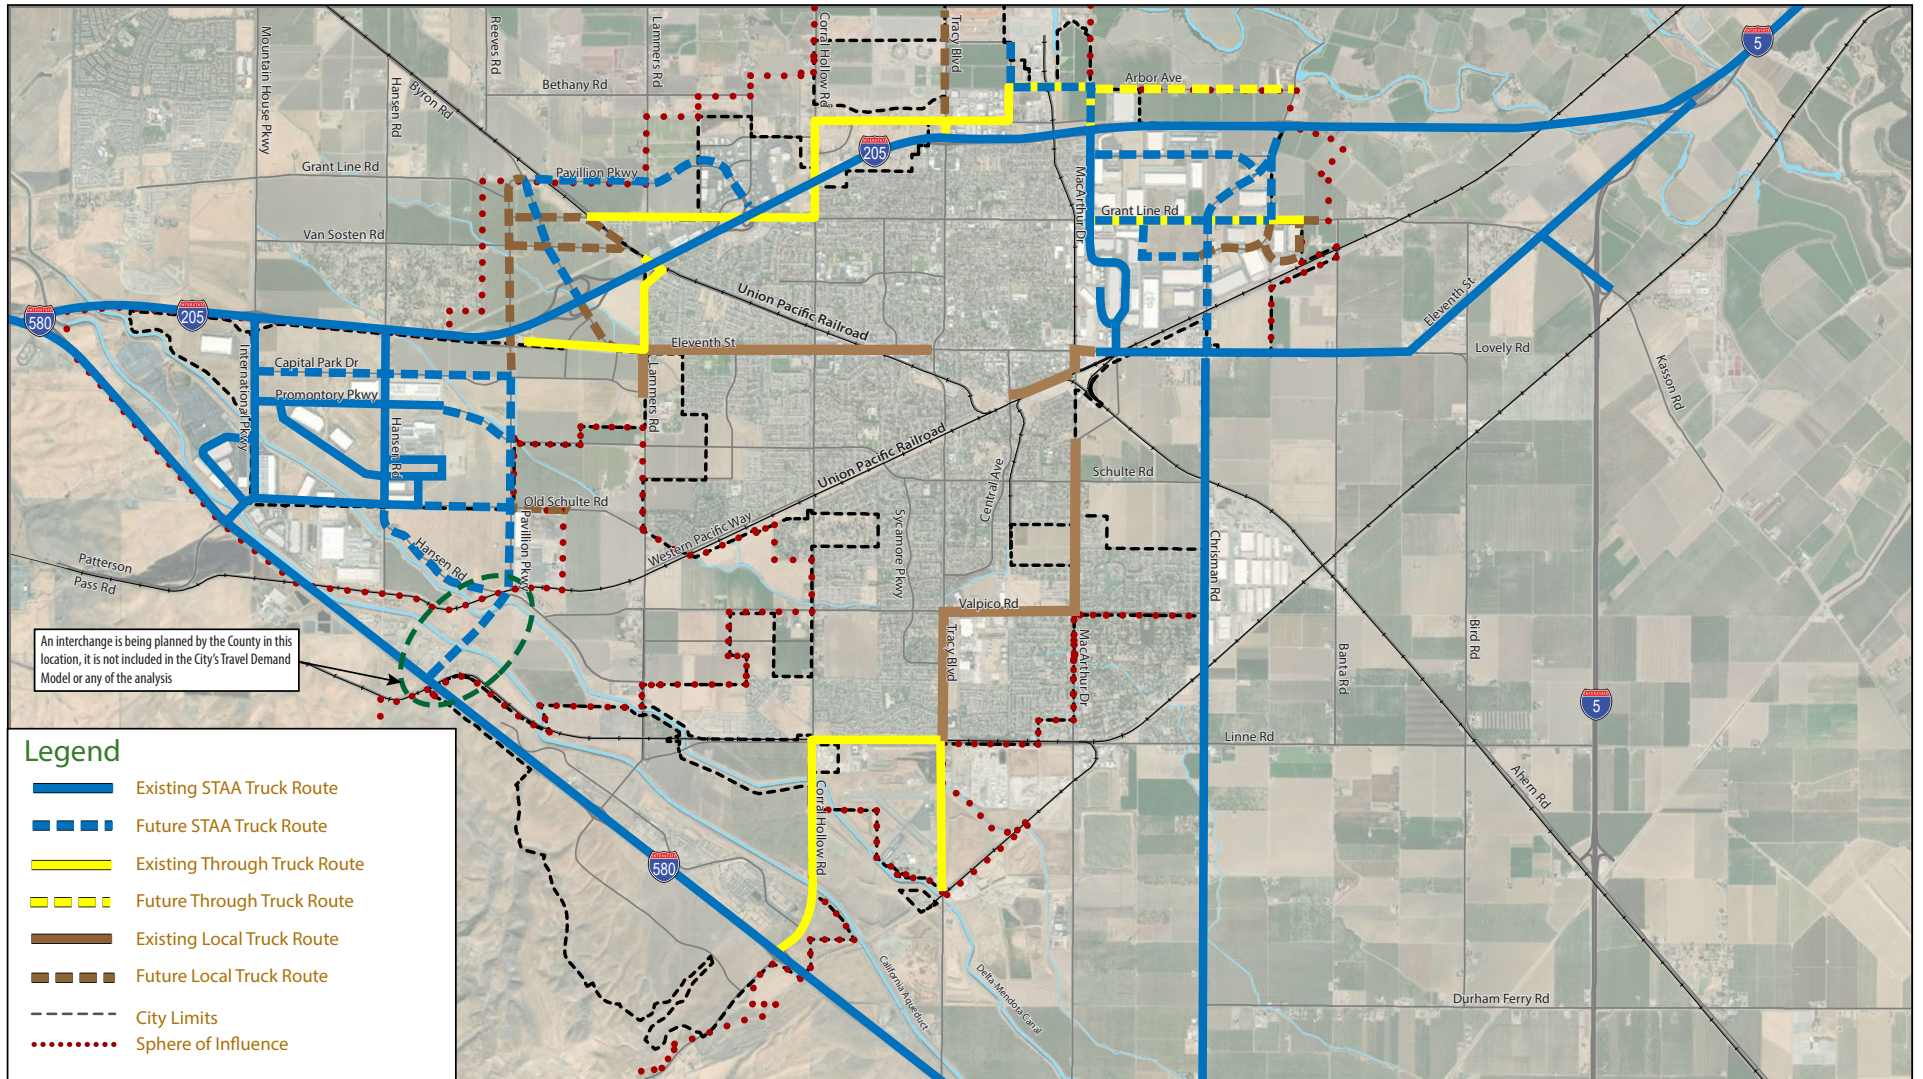 Mountain House Pkwy
Hansen Rd
Byron Rd
Reeves Rd
Bethany Rd
Lammers Rd
Corral Hollow Rd
Tracy Blvd
Arbor Ave
INTERSTATE
5
Grant Line Rd
Pavillion Pkwy
INTERSTATE
205
MacArthur Dr
Grant Line Rd
Van Sosten Rd
Union Pacific Railroad
INTERSTATE
580
INTERSTATE
205
International Pkwy
Capital Park Dr
Promontory Pkwy
Hansen Rd
Eleventh St
Lammers Rd
Eleventh St
Lovely Rd
Kasson Rd
Union Pacific Railroad
Central Ave
Schulte Rd
Old Schulte Rd
Pavillion Pkwy
Western Pacific Way
Sycamore Pkwy
Hansen Rd
Patterson
Pass Rd
Chrisman Rd
Valpico Rd
Tracy Blvd
MacArthur Dr
Banta Rd
Bird Rd
INTERSTATE
5
An interchange is being planned by the County in this
location, it is not included in the City's Travel Demand
Model or any of the analysis
Linne Rd
Ahern Rd
Corral Hollow Rd
INTERSTATE
580
California Aqueduct
Delta-Mendota Canal
Durham Ferry Rd
Legend
Existing STAA Truck Route
Future STAA Truck Route
Existing Through Truck Route
Future Through Truck Route
Existing Local Truck Route
Future Local Truck Route
City Limits
Sphere of Influence